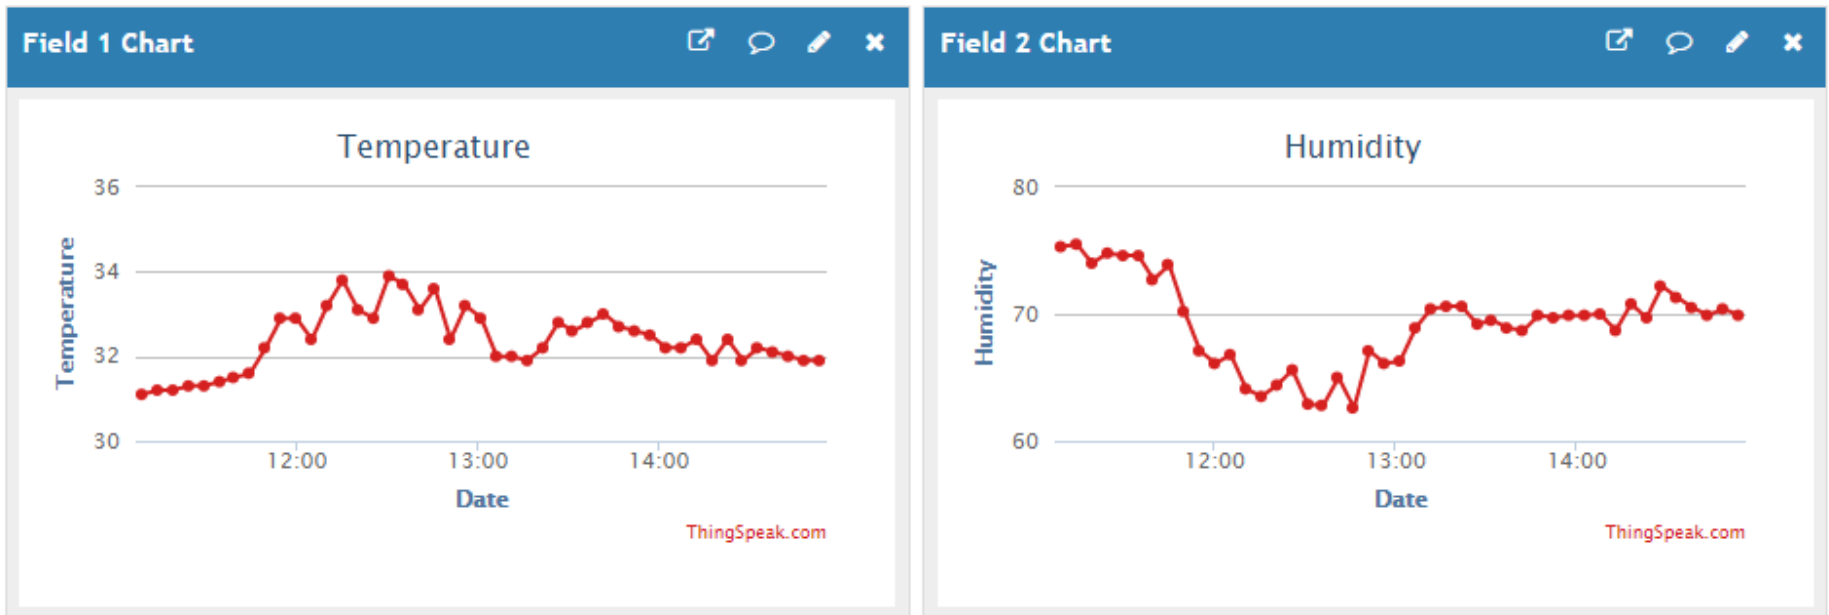 Field 1 Chart
Temperature
36
34
32
30
Temperature
12:00 13:00 14:00
Date
ThingSpeak.com
Field 2 Chart
Humidity
80
70
60
Humidity
12:00 13:00 14:00
Date
ThingSpeak.com